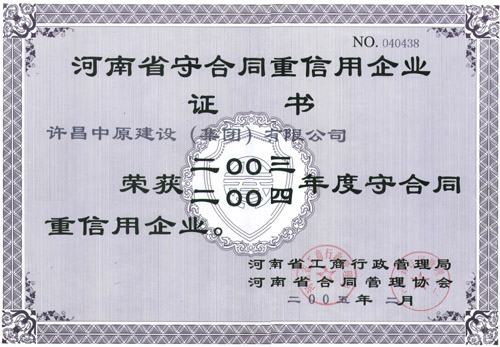 NO. 040438
河南省守合同重信用企业
证 书
许昌中原建设(集团)有限公司
二00三
荣获二00四年度守合同
重信用企业。
河南省工商行政管理局
河南省合同管理协会
二00五年 二月